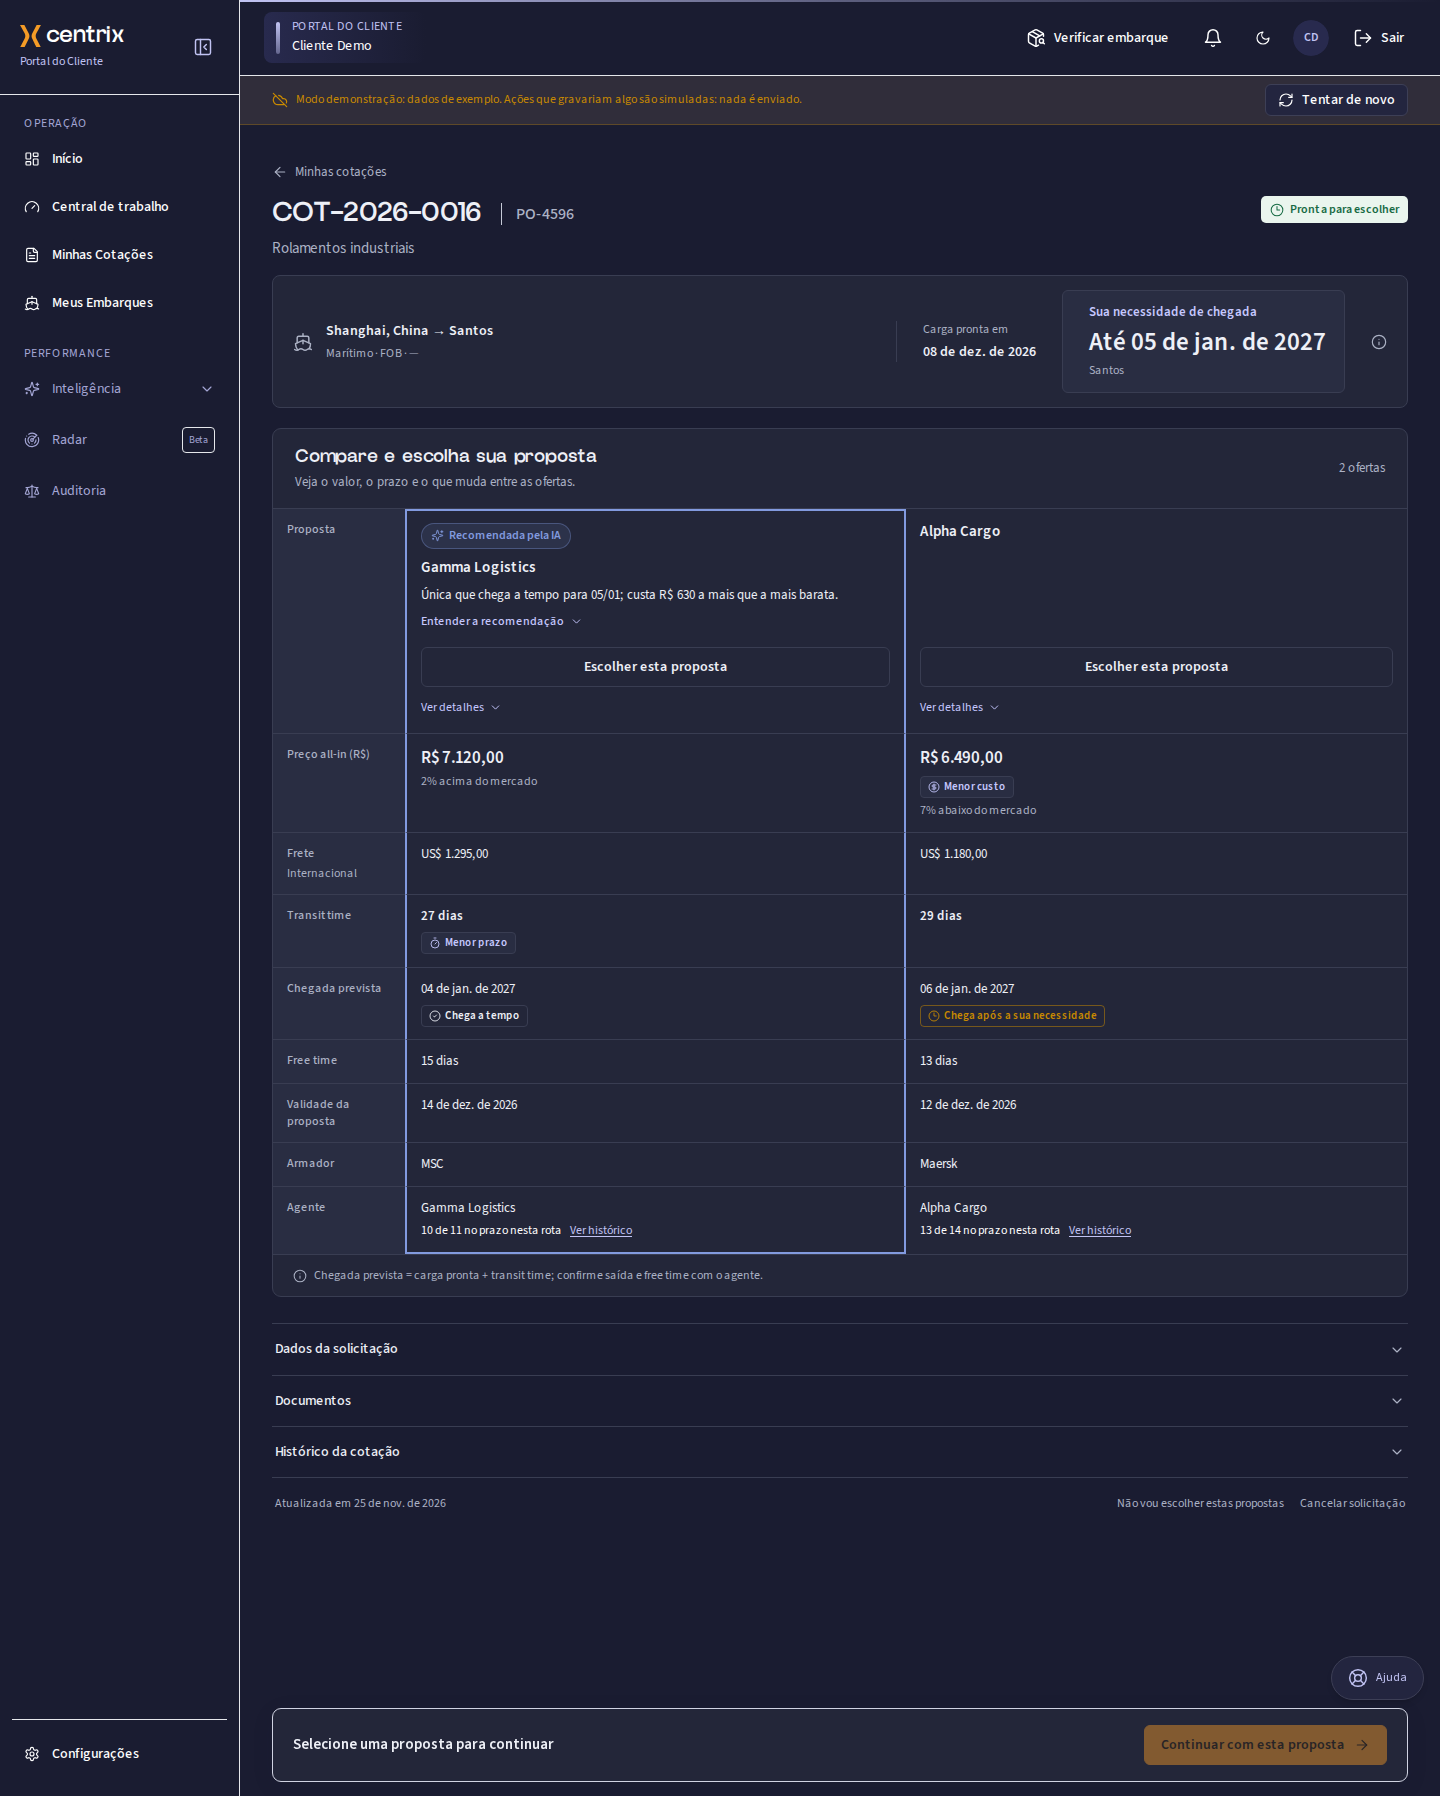 centrix
Portal do Cliente
PORTAL DO CLIENTE
Cliente Demo
Verificar embarque
CD
Sair
Modo demonstração: dados de exemplo. Ações que gravariam algo são simuladas: nada é enviado.
Tentar de novo
OPERAÇÃO
Início
Central de trabalho
Minhas Cotações
Meus Embarques
PERFORMANCE
Inteligência
Radar
Beta
Auditoria
Configurações
Minhas cotações
COT-2026-0016
PO-4596
Pronta para escolher
Rolamentos industriais
Shanghai, China → Santos
Marítimo · FOB · —
Carga pronta em
08 de dez. de 2026
Sua necessidade de chegada
Até 05 de jan. de 2027
Santos
Compare e escolha sua proposta
Veja o valor, o prazo e o que muda entre as ofertas.
2 ofertas
Proposta
Recomendada pela IA
Gamma Logistics
Única que chega a tempo para 05/01; custa R$ 630 a mais que a mais barata.
Entender a recomendação
Escolher esta proposta
Ver detalhes
Alpha Cargo
Escolher esta proposta
Ver detalhes
Preço all-in (R$)
R$ 7.120,00
2% acima do mercado
R$ 6.490,00
Menor custo
7% abaixo do mercado
Frete
Internacional
US$ 1.295,00
US$ 1.180,00
Transit time
27 dias
Menor prazo
29 dias
Chegada prevista
04 de jan. de 2027
Chega a tempo
06 de jan. de 2027
Chega após a sua necessidade
Free time
15 dias
13 dias
Validade da
proposta
14 de dez. de 2026
12 de dez. de 2026
Armador
MSC
Maersk
Agente
Gamma Logistics
10 de 11 no prazo nesta rota Ver histórico
Alpha Cargo
13 de 14 no prazo nesta rota Ver histórico
Chegada prevista = carga pronta + transit time; confirme saída e free time com o agente.
Dados da solicitação
Documentos
Histórico da cotação
Atualizada em 25 de nov. de 2026
Não vou escolher estas propostas
Cancelar solicitação
Ajuda
Selecione uma proposta para continuar
Continuar com esta proposta